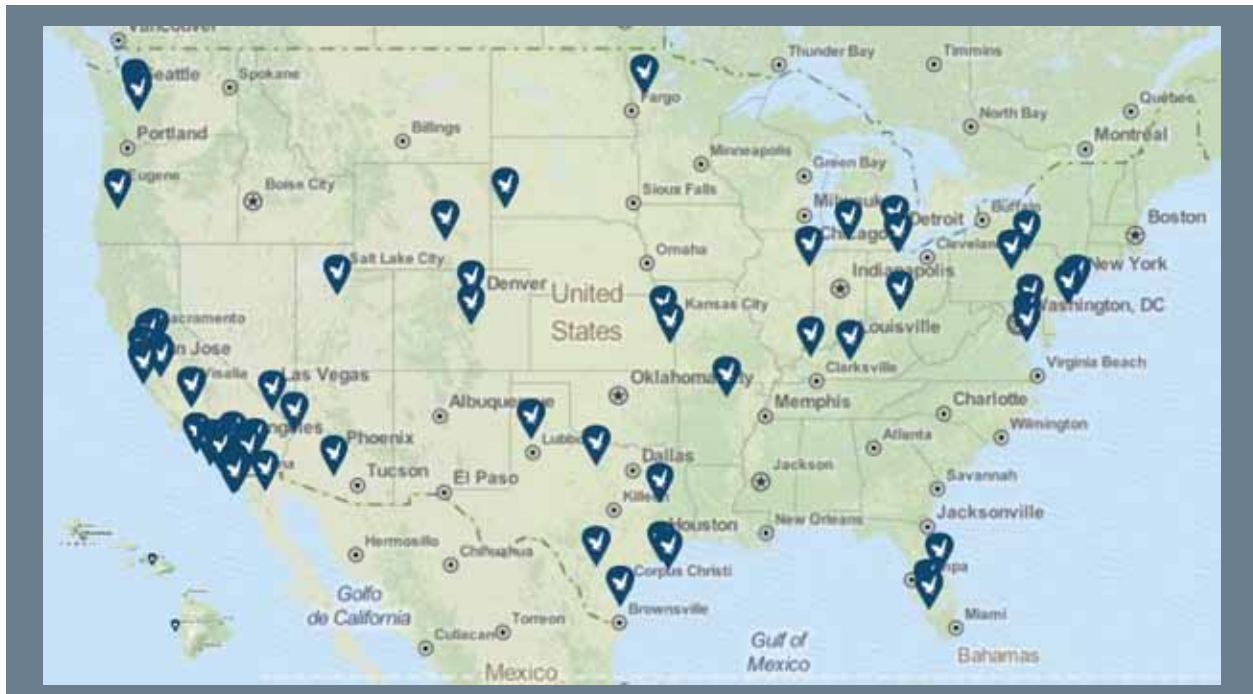 Vancouver
Thunder Bay
Timmins
Seattle
Spokane
Fargo
Québec
North Bay
Portland
Billings
Montréal
Minneapolis
Green Bay
Eugene
Boise City
Sioux Falls
Buffalo
Boston
Detroit
Chicago
Omaha
Cleveland
Salt Lake City
New York
Indianapolis
Denver
United
States
Kansas City
Washington, DC
Sacramento
Louisville
San Jose
Virginia Beach
Visalia
Las Vegas
Clarksville
Oklahoma City
Albuquerque
Memphis
Charlotte
Wilmington
Phoenix
Atlanta
Dallas
Tucson
El Paso
Jackson
Savannah
Killeen
Houston
New Orleans
Jacksonville
Hermosillo
Chihuahua
Corpus Christi
Golfo
de California
Brownsville
Torreon
Miami
Culiacan
Gulf of
Mexico
Bahamas
Mexico